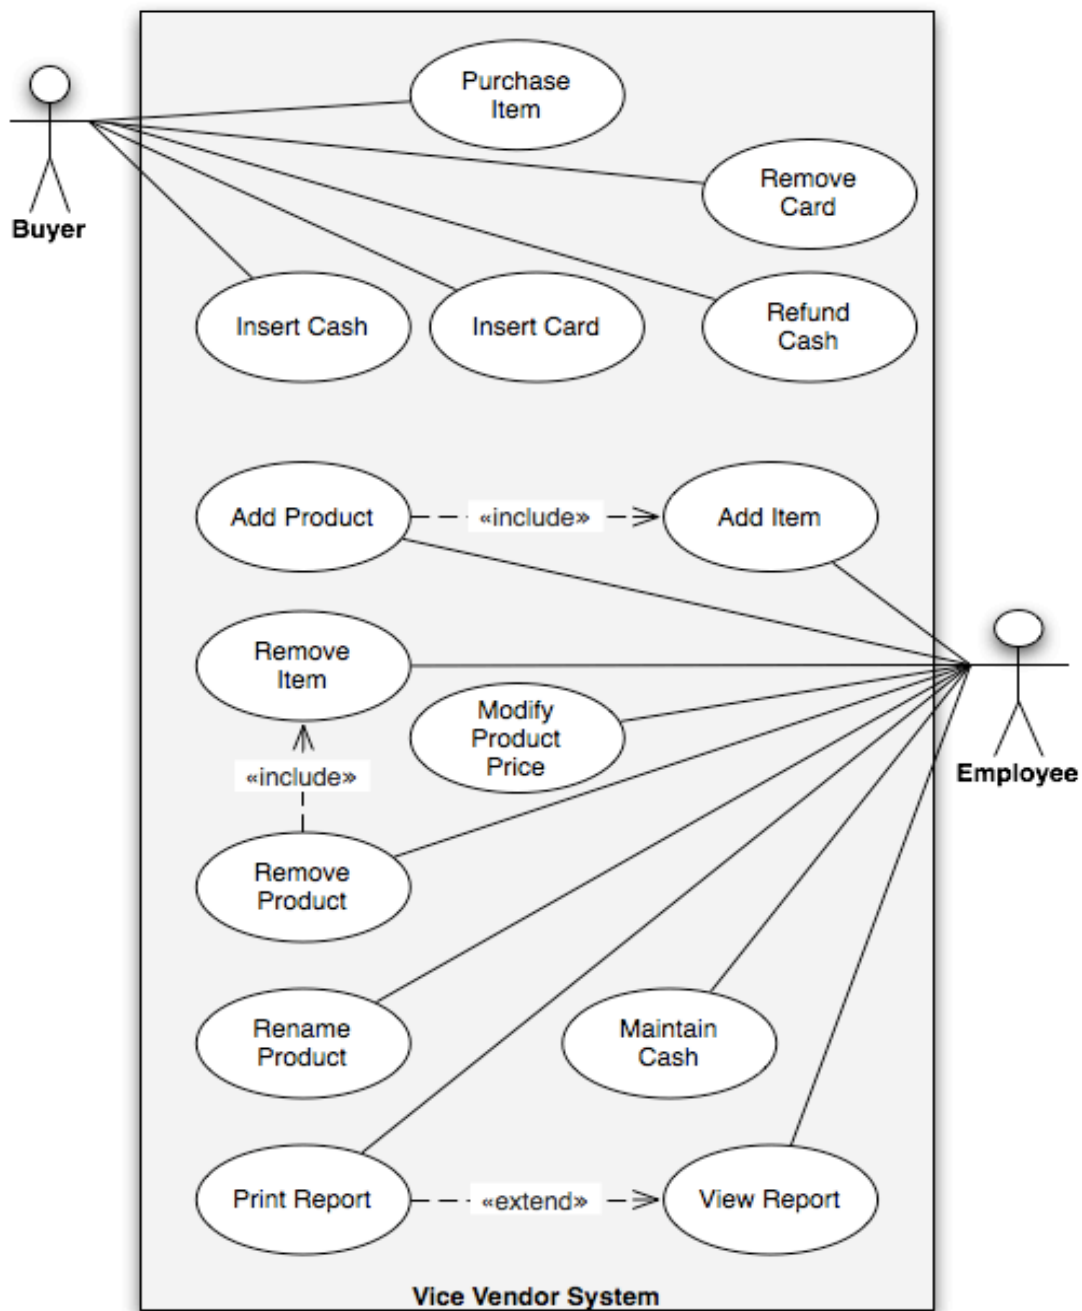 Purchase
Item
Remove
Card
Buyer
Insert Cash
Insert Card
Refund
Cash
Add Product
«include»
Add Item
Remove
Item
Modify
Product
Price
«include»
Employee
Remove
Product
Rename
Product
Maintain
Cash
Print Report
«extend»
View Report
Vice Vendor System